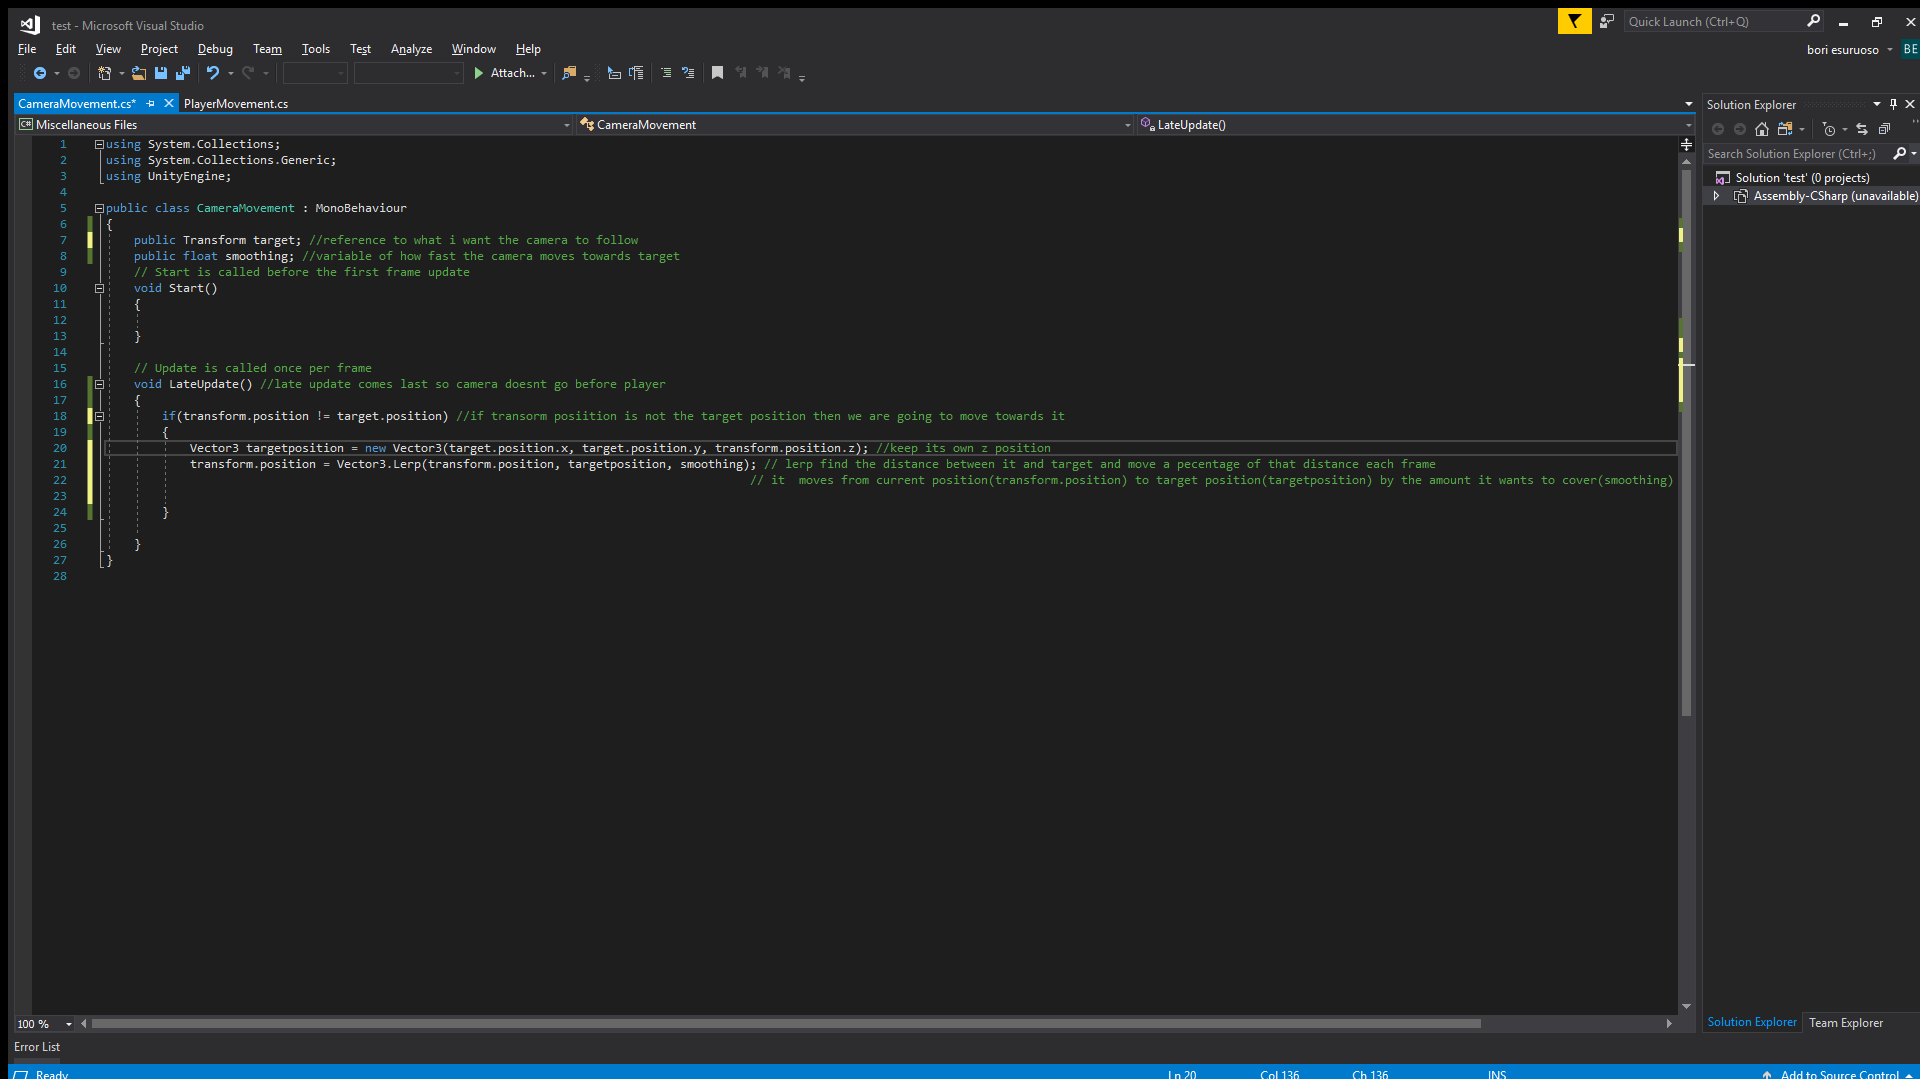 test - Microsoft Visual Studio
Quick Launch (Ctrl+Q)
File Edit View Project Debug Team Tools Test Analyze Window Help
bori esuruoso BE
Attach...
CameraMovement.cs* PlayerMovement.cs
Solution Explorer
C# Miscellaneous Files CameraMovement LateUpdate()
Search Solution Explorer (Ctrl+;)
Solution 'test' (0 projects)
Assembly-CSharp (unavailable)
1 using System.Collections;
2 using System.Collections.Generic;
3 using UnityEngine;
4
5 public class CameraMovement : MonoBehaviour
6 {
7 public Transform target; //reference to what i want the camera to follow
8 public float smoothing; //variable of how fast the camera moves towards target
9 // Start is called before the first frame update
10 void Start()
11 {
12
13 }
14
15 // Update is called once per frame
16 void LateUpdate() //late update comes last so camera doesnt go before player
17 {
18 if(transform.position != target.position) //if transorm posiition is not the target position then we are going to move towards it
19 {
20 Vector3 targetposition = new Vector3(target.position.x, target.position.y, transform.position.z); //keep its own z position
21 transform.position = Vector3.Lerp(transform.position, targetposition, smoothing); // lerp find the distance between it and target and move a pecentage of that distance each frame
22 // it  moves from current position(transform.position) to target position(targetposition) by the amount it wants to cover(smoothing)
23
24 }
25
26 }
27 }
28
100 %
Solution Explorer Team Explorer
Error List
Ready Ln 20 Col 136 Ch 136 INS Add to Source Control